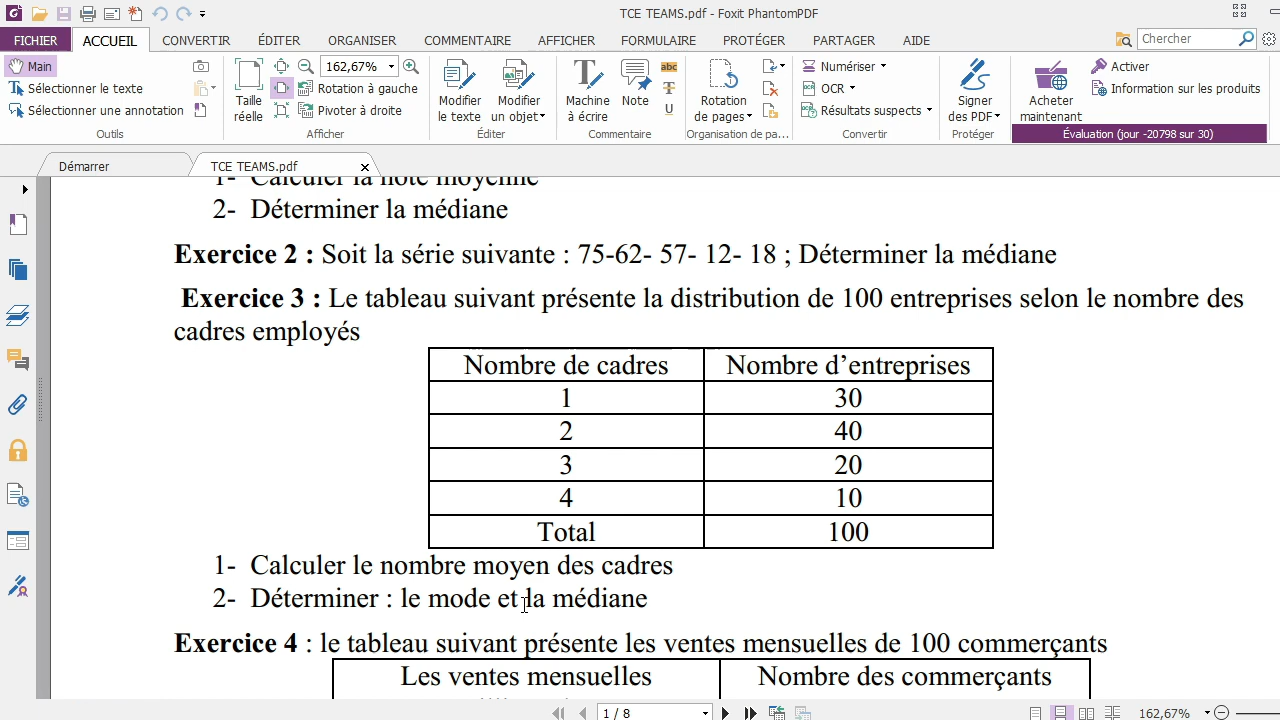 TCE TEAMS.pdf - Foxit PhantomPDF
FICHIER ACCUEIL CONVERTIR ÉDITER ORGANISER COMMENTAIRE AFFICHER FORMULAIRE PROTÉGER PARTAGER AIDE Chercher
Main
Sélectionner le texte
Sélectionner une annotation
Outils
Taille
réelle
162,67%
Rotation à gauche
Pivoter à droite
Afficher
Modifier
le texte
Modifier
un objet
Éditer
Machine
à écrire
Note
abc
T
U
Commentaire
Rotation
de pages
Organisation de pa...
Numériser
OCR
Résultats suspects
Convertir
Signer
des PDF
Protéger
Acheter
maintenant
Activer
Information sur les produits
Évaluation (jour -20798 sur 30)
Démarrer TCE TEAMS.pdf
1- Calculer la note moyenne
2- Déterminer la médiane
Exercice 2 : Soit la série suivante : 75-62- 57- 12- 18 ; Déterminer la médiane
Exercice 3 : Le tableau suivant présente la distribution de 100 entreprises selon le nombre des
cadres employés
Nombre de cadres Nombre d’entreprises
1 30
2 40
3 20
4 10
Total 100
1- Calculer le nombre moyen des cadres
2- Déterminer : le mode et la médiane
Exercice 4 : le tableau suivant présente les ventes mensuelles de 100 commerçants
Les ventes mensuelles Nombre des commerçants
1 / 8 162,67%